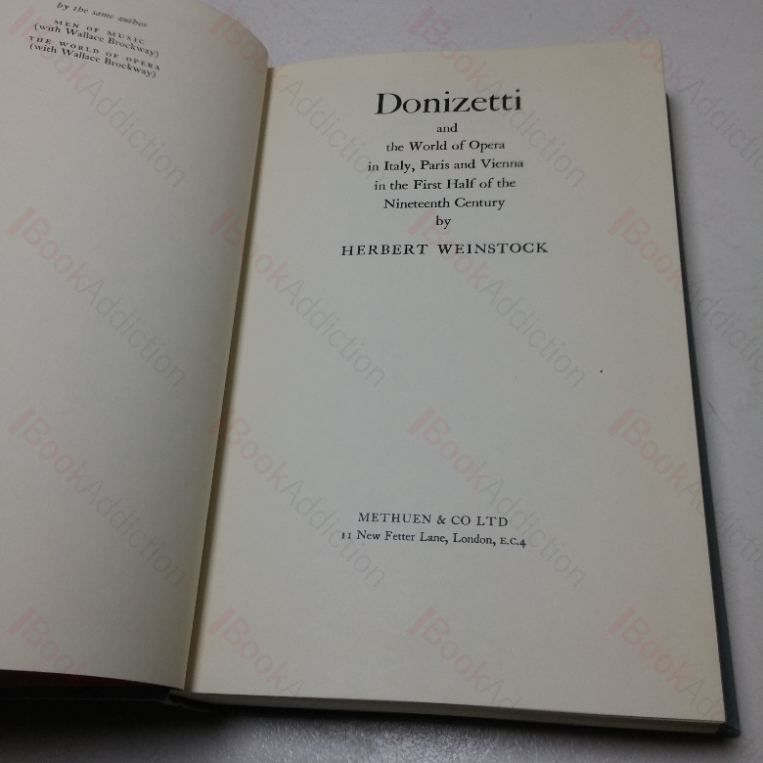 by the same author
MEN OF MUSIC
(with Wallace Brockway)
THE WORLD OF OPERA
(with Wallace Brockway)
Donizetti
and
the World of Opera
in Italy, Paris and Vienna
in the First Half of the
Nineteenth Century
by
HERBERT WEINSTOCK
METHUEN & CO LTD
11 New Fetter Lane, London, E.C.4
BookAddiction